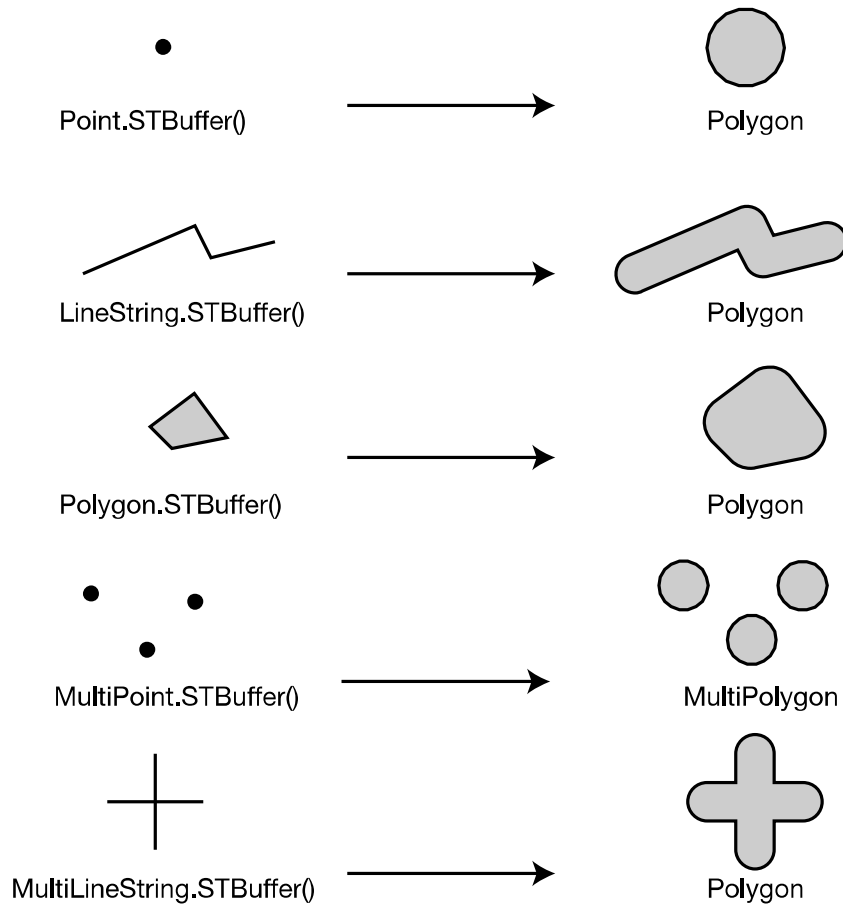 Point.STBuffer()
Polygon
LineString.STBuffer()
Polygon
Polygon.STBuffer()
Polygon
MultiPoint.STBuffer()
MultiPolygon
MultiLineString.STBuffer()
Polygon